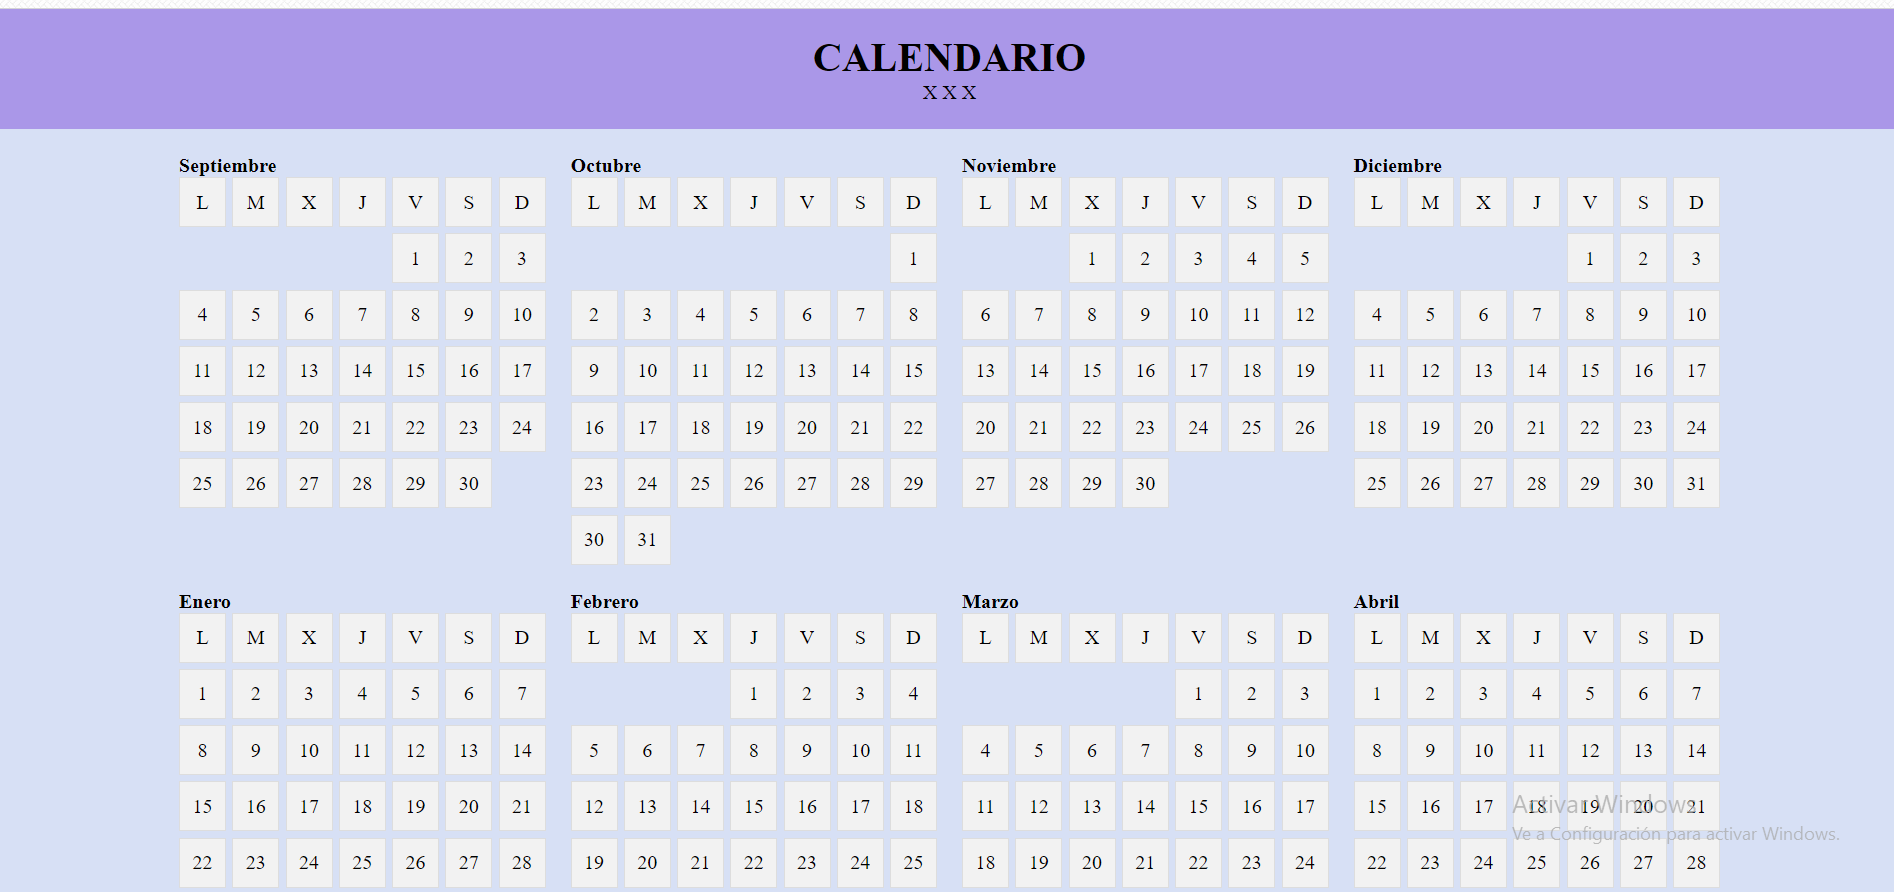 CALENDARIO
X X X
Septiembre Octubre Noviembre Diciembre
L M X J V S D L M X J V S D L M X J V S D L M X J V S D
1 2 3 1 1 2 3 4 5 1 2 3
4 5 6 7 8 9 10 2 3 4 5 6 7 8 6 7 8 9 10 11 12 4 5 6 7 8 9 10
11 12 13 14 15 16 17 9 10 11 12 13 14 15 13 14 15 16 17 18 19 11 12 13 14 15 16 17
18 19 20 21 22 23 24 16 17 18 19 20 21 22 20 21 22 23 24 25 26 18 19 20 21 22 23 24
25 26 27 28 29 30 23 24 25 26 27 28 29 27 28 29 30 25 26 27 28 29 30 31
30 31
Enero Febrero Marzo Abril
L M X J V S D L M X J V S D L M X J V S D L M X J V S D
1 2 3 4 5 6 7 1 2 3 4 1 2 3 1 2 3 4 5 6 7
8 9 10 11 12 13 14 5 6 7 8 9 10 11 4 5 6 7 8 9 10 8 9 10 11 12 13 14
15 16 17 18 19 20 21 12 13 14 15 16 17 18 11 12 13 14 15 16 17 15 16 17 18 19 20 21
Activar Windows
Ve a Configuración para activar Windows.
22 23 24 25 26 27 28 19 20 21 22 23 24 25 18 19 20 21 22 23 24 22 23 24 25 26 27 28